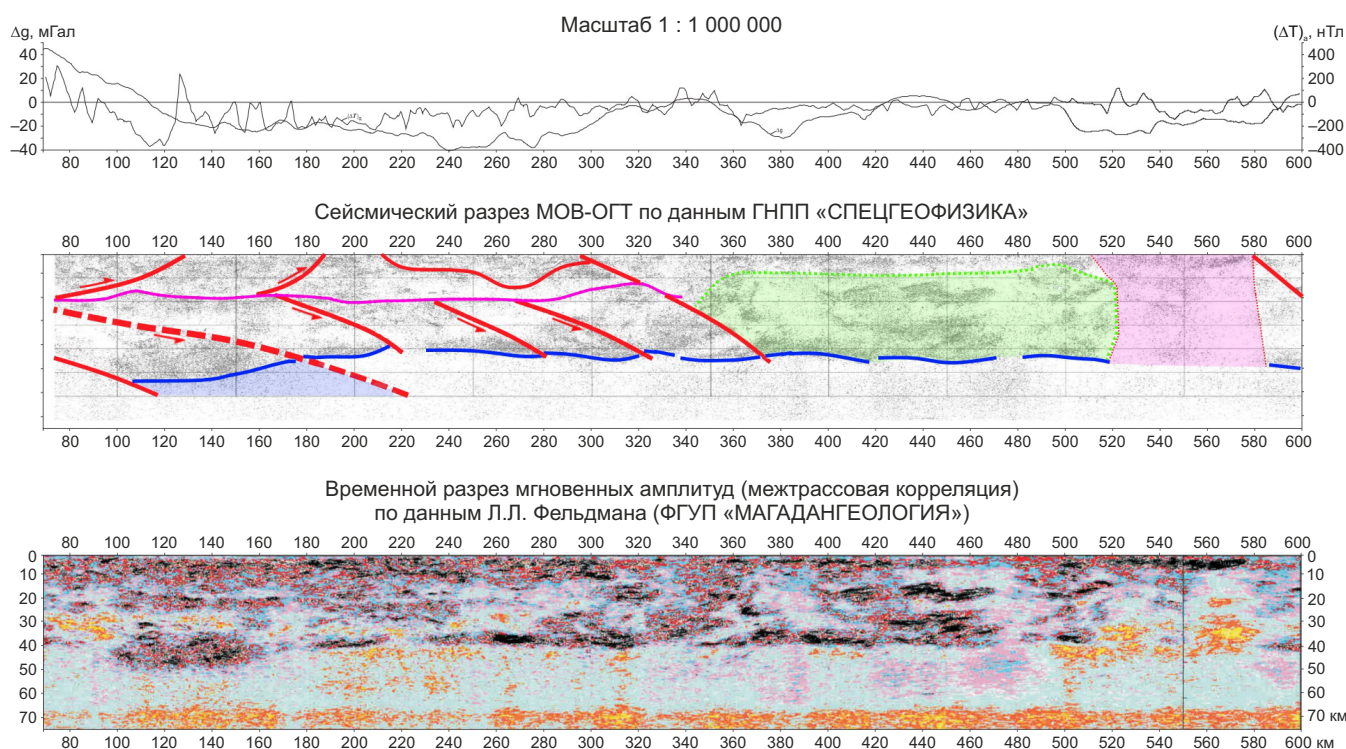 Масштаб 1 : 1 000 000
Δg, мГал
(ΔT)ₐ, нТл
40
20
0
–20
–40
400
200
0
–200
–400
(ΔT)ₐ
Δg
80 100 120 140 160 180 200 220 240 260 280 300 320 340 360 380 400 420 440 460 480 500 520 540 560 580 600
Сейсмический разрез МОВ-ОГТ по данным ГНПП «СПЕЦГЕОФИЗИКА»
80 100 120 140 160 180 200 220 240 260 280 300 320 340 360 380 400 420 440 460 480 500 520 540 560 580 600
80 100 120 140 160 180 200 220 240 260 280 300 320 340 360 380 400 420 440 460 480 500 520 540 560 580 600
Временной разрез мгновенных амплитуд (межтрассовая корреляция)
по данным Л.Л. Фельдмана (ФГУП «МАГАДАНГЕОЛОГИЯ»)
80 100 120 140 160 180 200 220 240 260 280 300 320 340 360 380 400 420 440 460 480 500 520 540 560 580 600
0
10
20
30
40
50
60
70
0
10
20
30
40
50
60
70 км
80 100 120 140 160 180 200 220 240 260 280 300 320 340 360 380 400 420 440 460 480 500 520 540 560 580 600 км